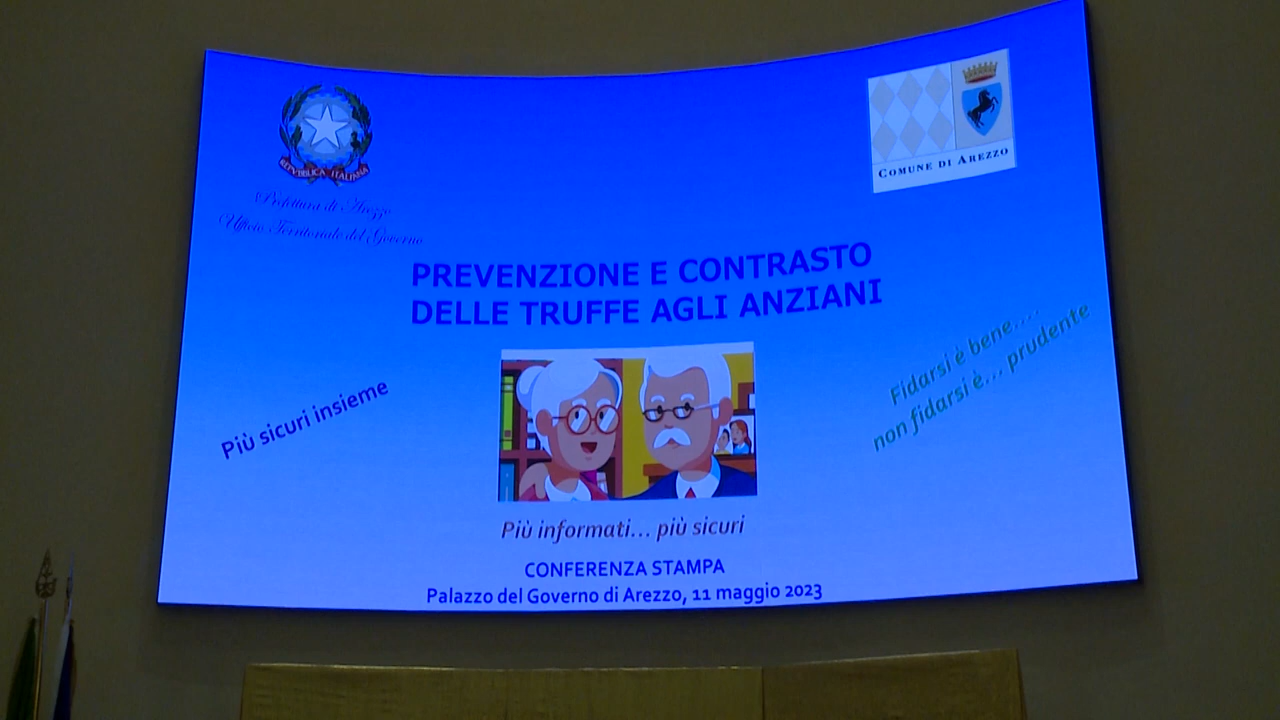 REPVBBLICA ITALIANA
Prefettura di Arezzo
Ufficio Territoriale del Governo
COMUNE DI AREZZO
PREVENZIONE E CONTRASTO
DELLE TRUFFE AGLI ANZIANI
Più sicuri insieme
Fidarsi è bene....
non fidarsi è... prudente
Più informati... più sicuri
CONFERENZA STAMPA
Palazzo del Governo di Arezzo, 11 maggio 2023